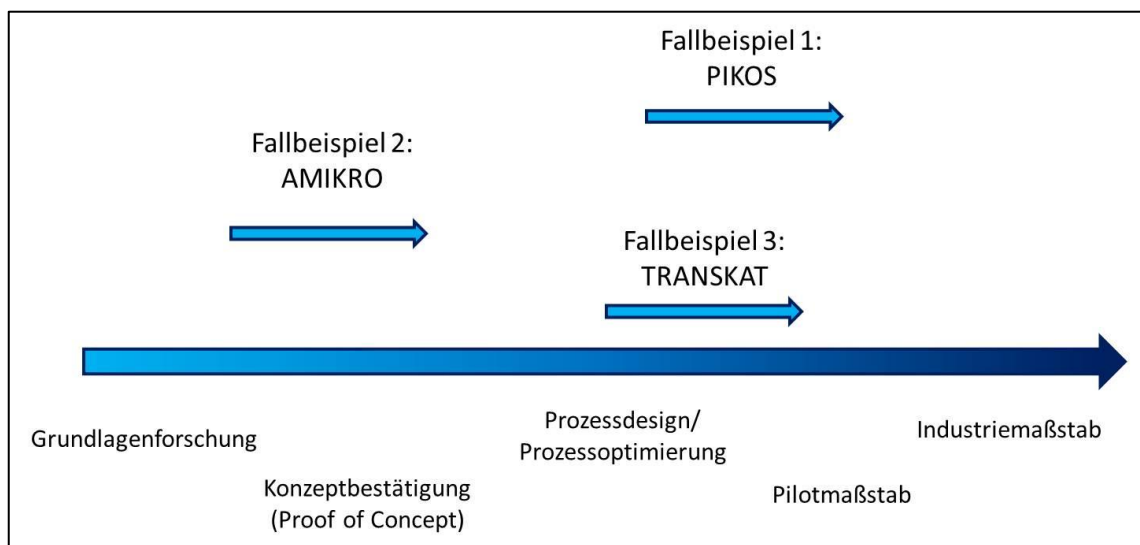 Fallbeispiel 1:
PIKOS
Fallbeispiel 2:
AMIKRO
Fallbeispiel 3:
TRANSKAT
Grundlagenforschung
Konzeptbestätigung
(Proof of Concept)
Prozessdesign/
Prozessoptimierung
Pilotmaßstab
Industriemaßstab